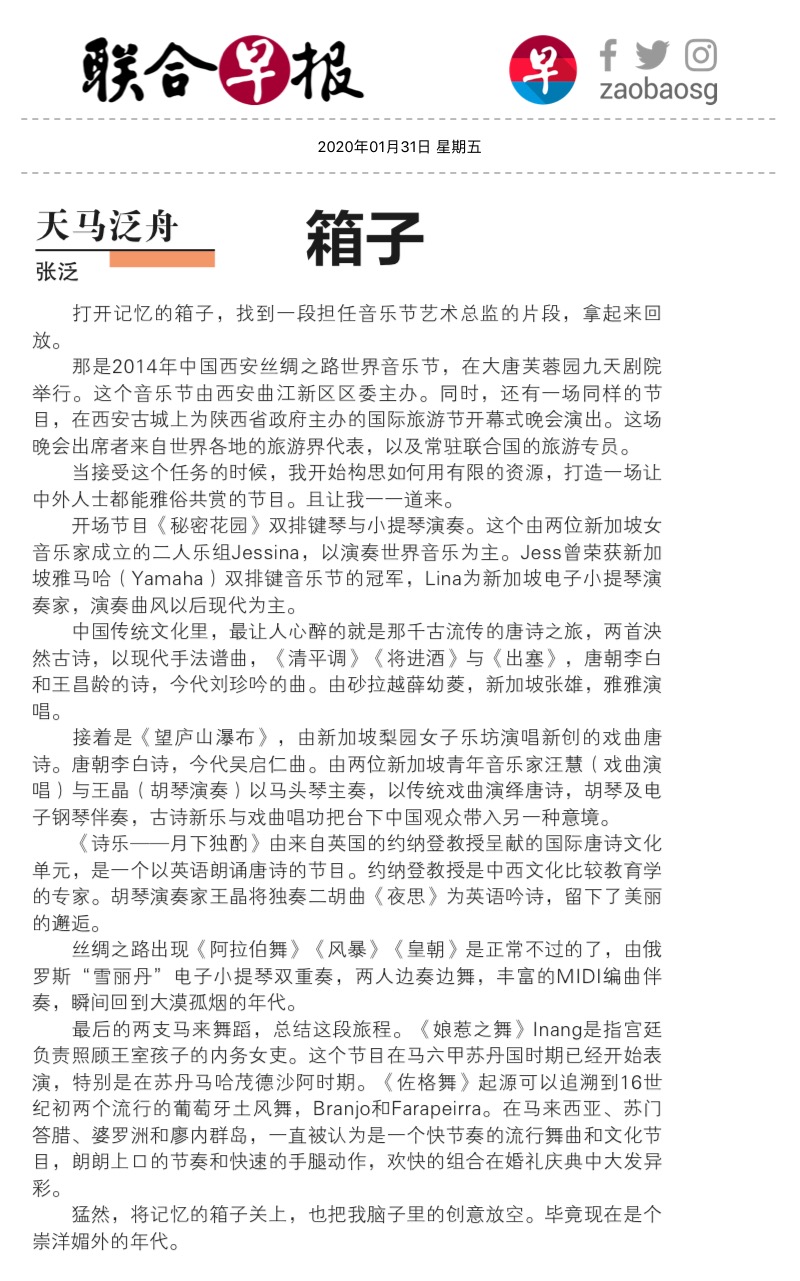 联合早报
早
zaobaosg
2020年01月31日 星期五
天马泛舟
张泛
箱子
打开记忆的箱子，找到一段担任音乐节艺术总监的片段，拿起来回
放。
那是2014年中国西安丝绸之路世界音乐节，在大唐芙蓉园九天剧院
举行。这个音乐节由西安曲江新区区委主办。同时，还有一场同样的节
目，在西安古城上为陕西省政府主办的国际旅游节开幕式晚会演出。这场
晚会出席者来自世界各地的旅游界代表，以及常驻联合国的旅游专员。
当接受这个任务的时候，我开始构思如何用有限的资源，打造一场让
中外人士都能雅俗共赏的节目。且让我一一道来。
开场节目《秘密花园》双排键琴与小提琴演奏。这个由两位新加坡女
音乐家成立的二人乐组Jessina，以演奏世界音乐为主。Jess曾荣获新加
坡雅马哈（Yamaha）双排键音乐节的冠军，Lina为新加坡电子小提琴演
奏家，演奏曲风以后现代为主。
中国传统文化里，最让人心醉的就是那千古流传的唐诗之旅，两首泱
然古诗，以现代手法谱曲，《清平调》《将进酒》与《出塞》，唐朝李白
和王昌龄的诗，今代刘珍吟的曲。由砂拉越薛幼菱，新加坡张雄，雅雅演
唱。
接着是《望庐山瀑布》，由新加坡梨园女子乐坊演唱新创的戏曲唐
诗。唐朝李白诗，今代吴启仁曲。由两位新加坡青年音乐家汪慧（戏曲演
唱）与王晶（胡琴演奏）以马头琴主奏，以传统戏曲演绎唐诗，胡琴及电
子钢琴伴奏，古诗新乐与戏曲唱功把台下中国观众带入另一种意境。
《诗乐——月下独酌》由来自英国的约纳登教授呈献的国际唐诗文化
单元，是一个以英语朗诵唐诗的节目。约纳登教授是中西文化比较教育学
的专家。胡琴演奏家王晶将独奏二胡曲《夜思》为英语吟诗，留下了美丽
的邂逅。
丝绸之路出现《阿拉伯舞》《风暴》《皇朝》是正常不过的了，由俄
罗斯“雪丽丹”电子小提琴双重奏，两人边奏边舞，丰富的MIDI编曲伴
奏，瞬间回到大漠孤烟的年代。
最后的两支马来舞蹈，总结这段旅程。《娘惹之舞》Inang是指宫廷
负责照顾王室孩子的内务女吏。这个节目在马六甲苏丹国时期已经开始表
演，特别是在苏丹马哈茂德沙阿时期。《佐格舞》起源可以追溯到16世
纪初两个流行的葡萄牙土风舞，Branjo和Farapeirra。在马来西亚、苏门
答腊、婆罗洲和廖内群岛，一直被认为是一个快节奏的流行舞曲和文化节
目，朗朗上口的节奏和快速的手腿动作，欢快的组合在婚礼庆典中大发异
彩。
猛然，将记忆的箱子关上，也把我脑子里的创意放空。毕竟现在是个
崇洋媚外的年代。